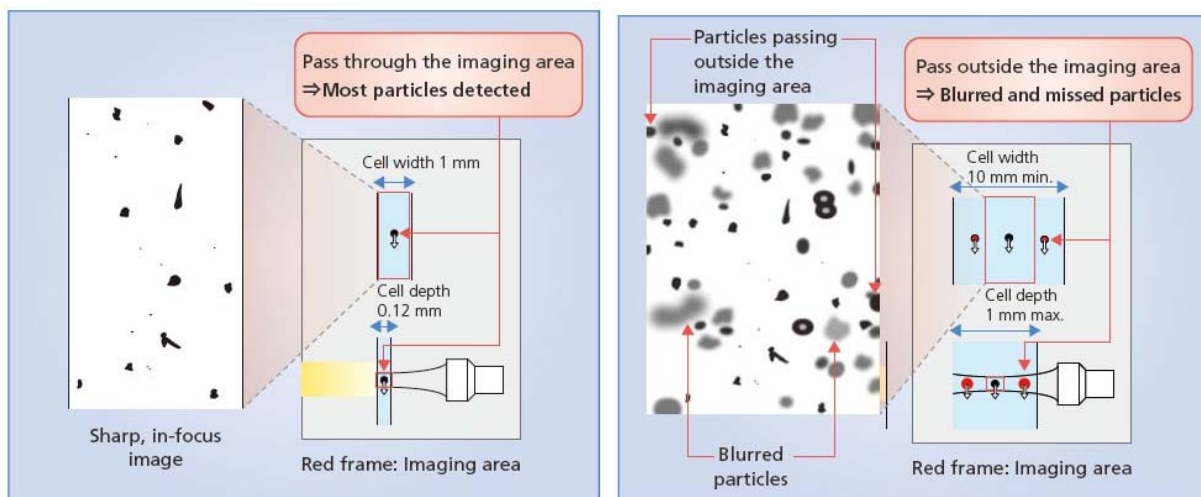 Pass through the imaging area
⇒Most particles detected
Cell width 1 mm
Cell depth
0.12 mm
Sharp, in-focus
image
Red frame: Imaging area
Particles passing
outside the
imaging area
Pass outside the imaging area
⇒ Blurred and missed particles
Cell width
10 mm min.
Cell depth
1 mm max.
Blurred
particles
Red frame: Imaging area